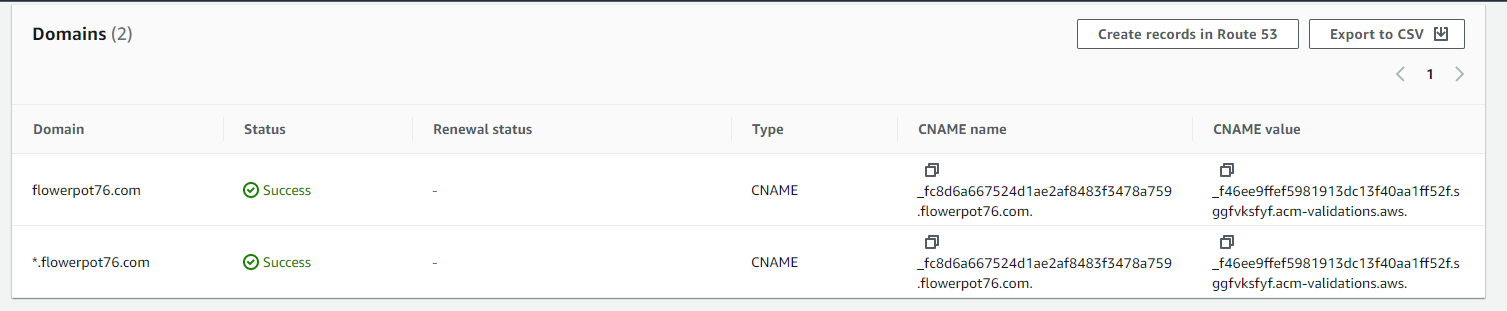 Domains (2)
Create records in Route 53
Export to CSV
1
Domain Status Renewal status Type CNAME name CNAME value
flowerpot76.com Success - CNAME _fc8d6a667524d1ae2af8483f3478a759 _f46ee9ffef5981913dc13f40aa1ff52f.s
.flowerpot76.com. ggfvksfyf.acm-validations.aws.
*.flowerpot76.com Success - CNAME _fc8d6a667524d1ae2af8483f3478a759 _f46ee9ffef5981913dc13f40aa1ff52f.s
.flowerpot76.com. ggfvksfyf.acm-validations.aws.